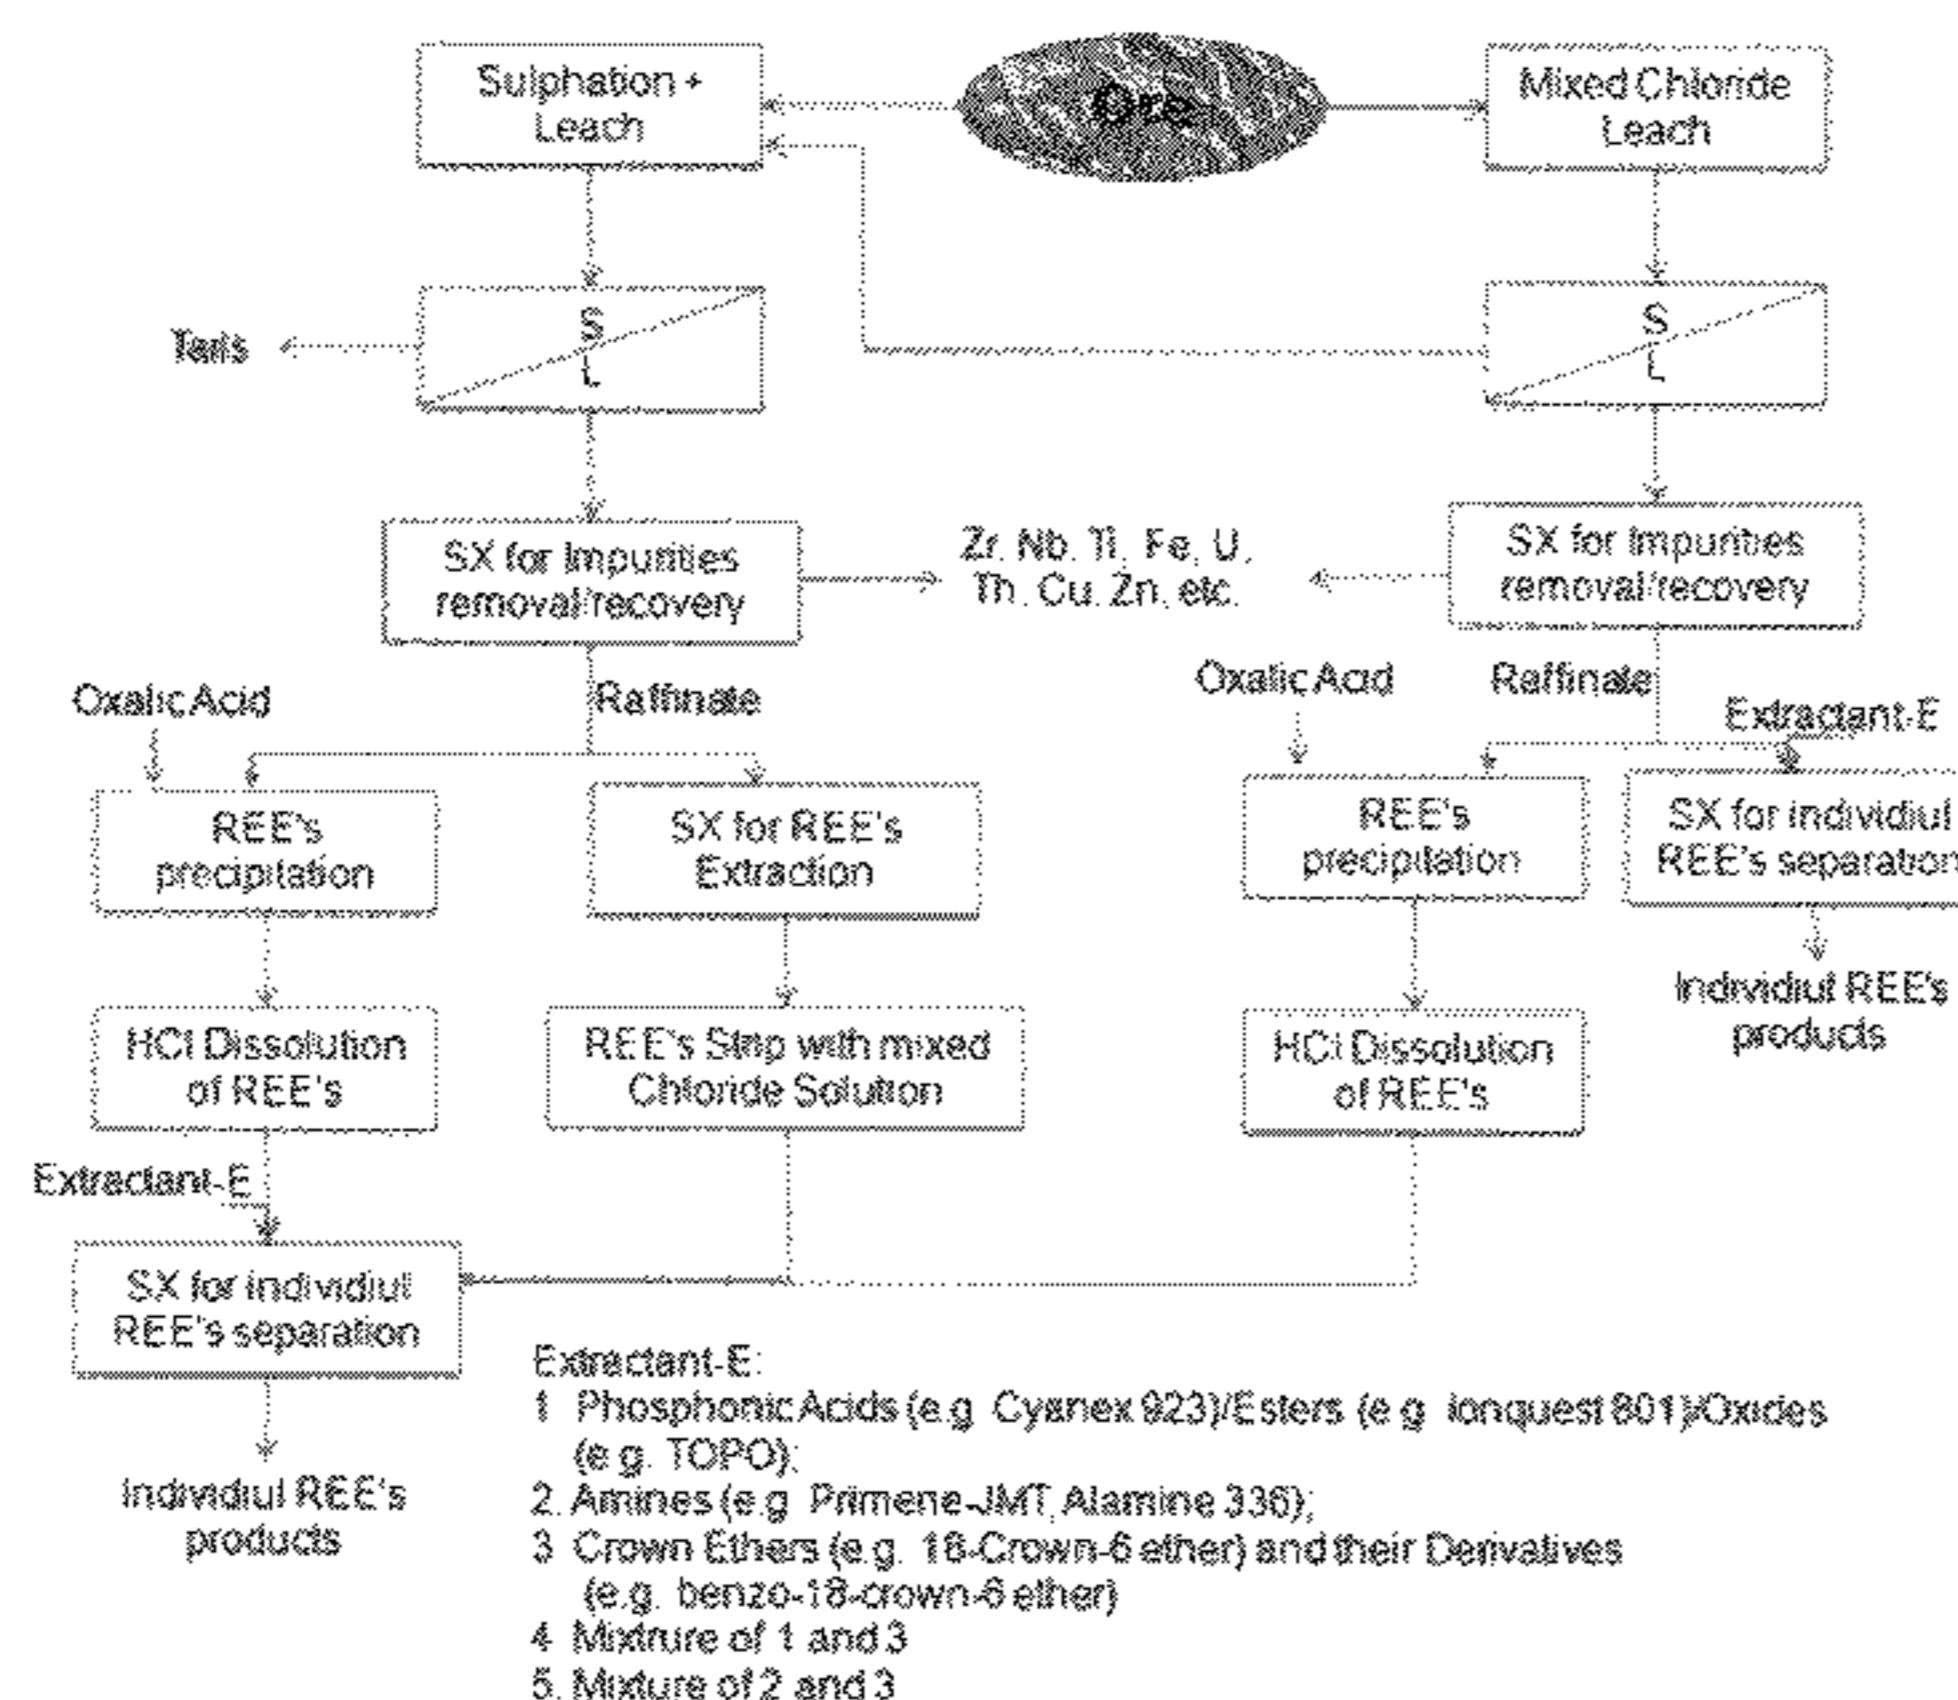 Sulphation +
Leach
Ore
Mixed Chloride
Leach
S
L
Tails
S
L
SX for Impurities
removal/recovery
Zr, Nb, Ti, Fe, U,
Th, Cu, Zn, etc.
SX for Impurities
removal/recovery
Oxalic Acid
Raffinate
Oxalic Acid
Raffinate
Extractant-E
REE's
precipitation
SX for REE's
Extraction
REE's
precipitation
SX for individiul
REE's separation
HCl Dissolution
of REE's
REE's Strip with mixed
Chloride Solution
HCl Dissolution
of REE's
Individiul REE's
products
Extractant-E
SX for individiul
REE's separation
Individiul REE's
products
Extractant-E:
1 Phosphonic Acids (e.g. Cyanex 923)/Esters (e.g. Ionquest 801)/Oxides
(e.g. TOPO);
2. Amines (e.g. Primene-JMT, Alamine 336);
3 Crown Ethers (e.g. 18-Crown-6 ether) and their Derivatives
(e.g. benzo-18-crown-6 ether)
4 Mixtrure of 1 and 3
5. Mixture of 2 and 3